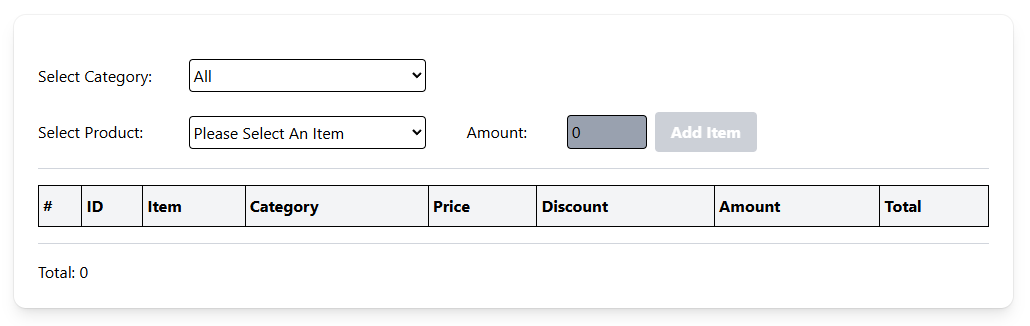 Select Category: All
Select Product: Please Select An Item Amount: 0 Add Item
# ID Item Category Price Discount Amount Total
Total: 0